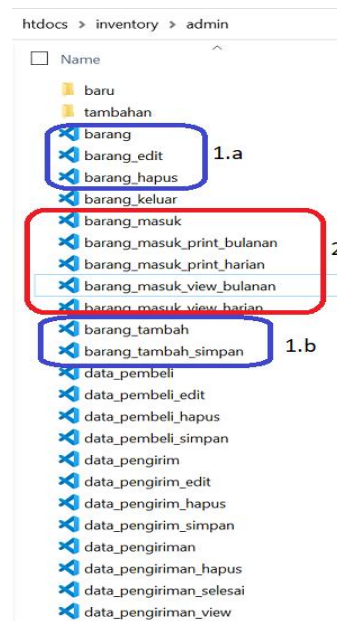 htdocs > inventory > admin
Name
baru
tambahan
barang
barang_edit
1.a
barang_hapus
barang_keluar
barang_masuk
barang_masuk_print_bulanan
2
barang_masuk_print_harian
barang_masuk_view_bulanan
barang_masuk_view_harian
barang_tambah
barang_tambah_simpan
1.b
data_pembeli
data_pembeli_edit
data_pembeli_hapus
data_pembeli_simpan
data_pengirim
data_pengirim_edit
data_pengirim_hapus
data_pengirim_simpan
data_pengiriman
data_pengiriman_hapus
data_pengiriman_selesai
data_pengiriman_view